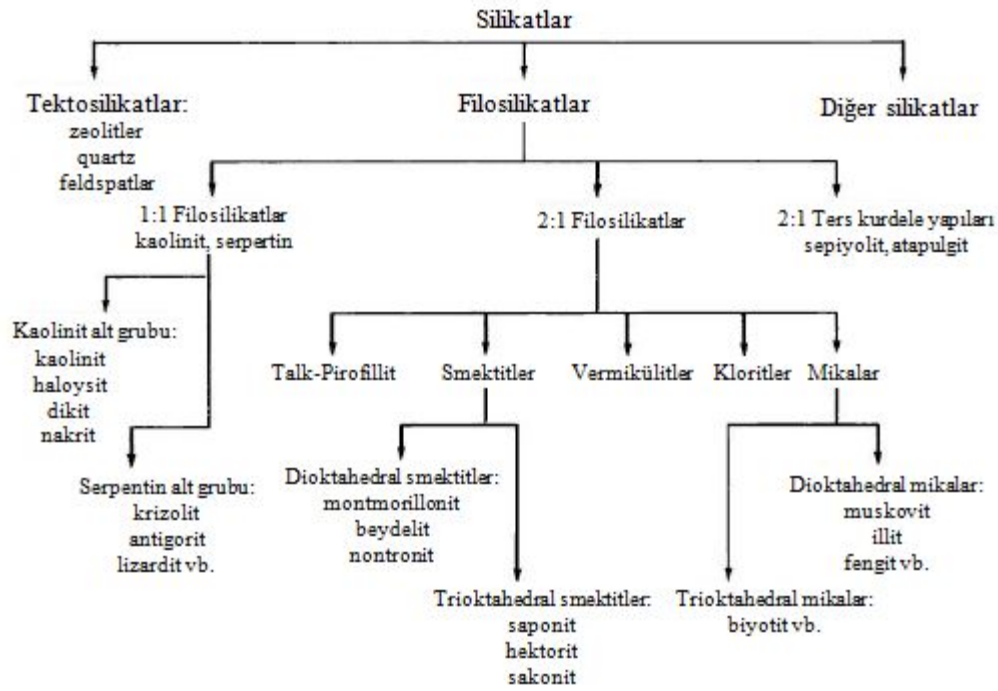 Silikatlar
Tektosilikatlar:
zeolitler
quartz
feldspatlar
Filosilikatlar
Diğer silikatlar
1:1 Filosilikatlar
kaolinit, serpertin
2:1 Filosilikatlar
2:1 Ters kurdele yapıları
sepiyolit, atapulgit
Kaolinit alt grubu:
kaolinit
haloysit
dikit
nakrit
Serpentin alt grubu:
krizolit
antigorit
lizardit vb.
Talk-Pirofillit
Smektitler
Vermikülitler
Kloritler
Mikalar
Dioktahedral smektitler:
montmorillonit
beydelit
nontronit
Trioktahedral smektitler:
saponit
hektorit
sakonit
Trioktahedral mikalar:
biyotit vb.
Dioktahedral mikalar:
muskovit
illit
fengit vb.